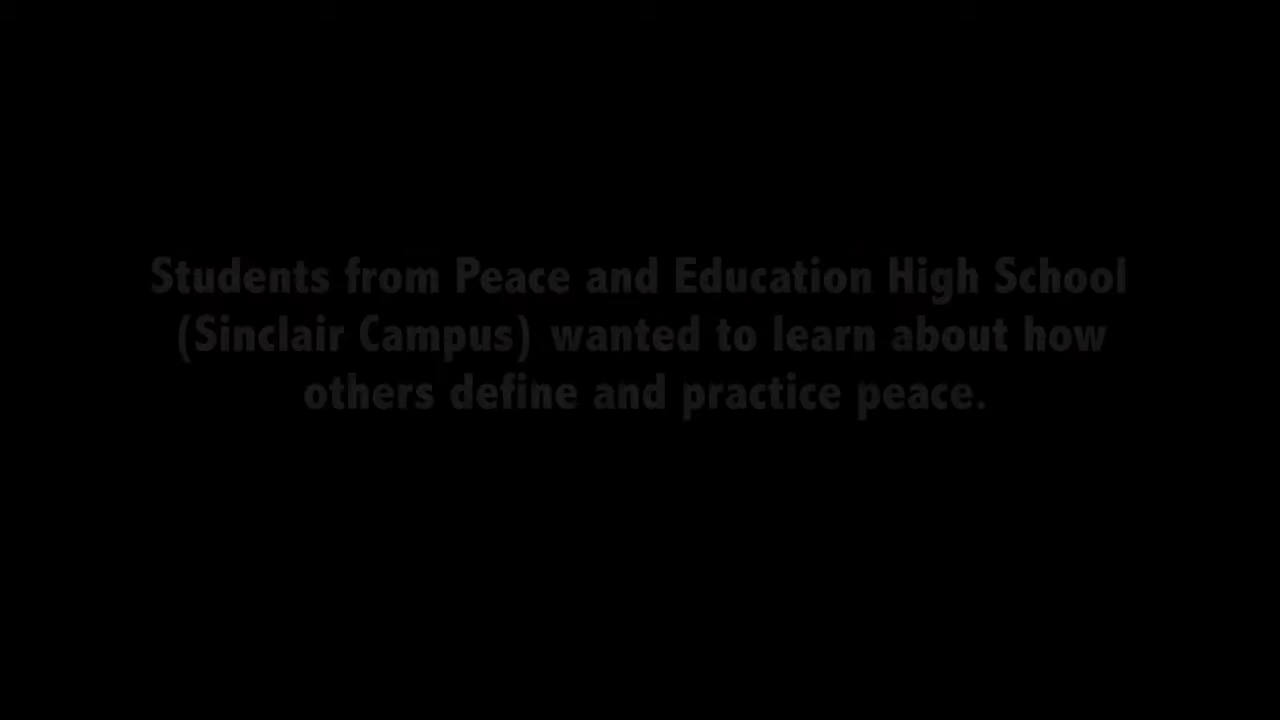 Students from Peace and Education High School
(Sinclair Campus) wanted to learn about how
others define and practice peace.